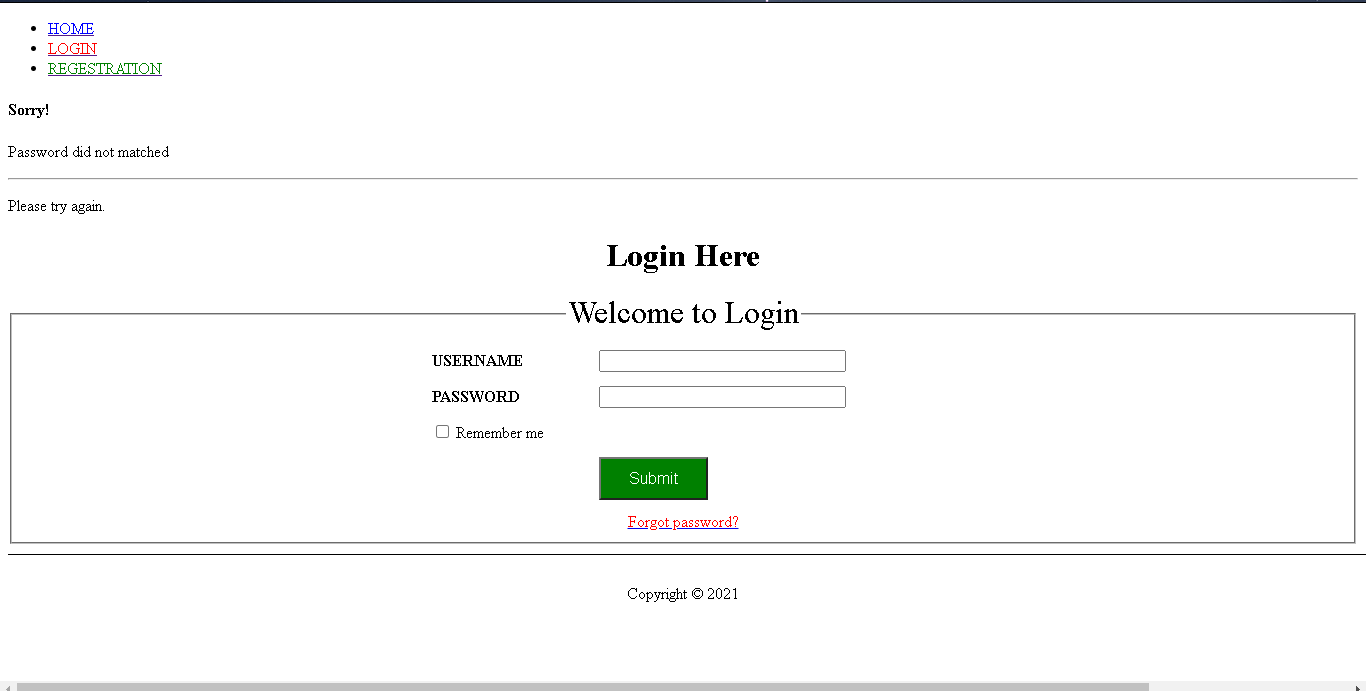 HOME
LOGIN
REGESTRATION
Sorry!
Password did not matched
Please try again.
Login Here
Welcome to Login
USERNAME
PASSWORD
Remember me
Submit
Forgot password?
Copyright © 2021